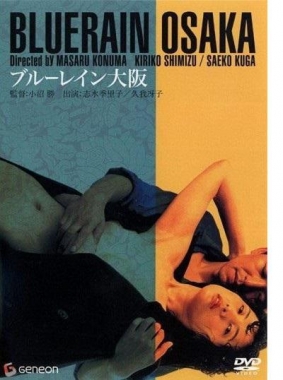 BLUERAIN OSAKA
Directed by MASARU KONUMA KIRIKO SHIMIZU / SAEKO KUGA
ブルーレイン大阪
監督:小沼 勝 出演:志水季里子/久我冴子
GENEON
DVD
VIDEO